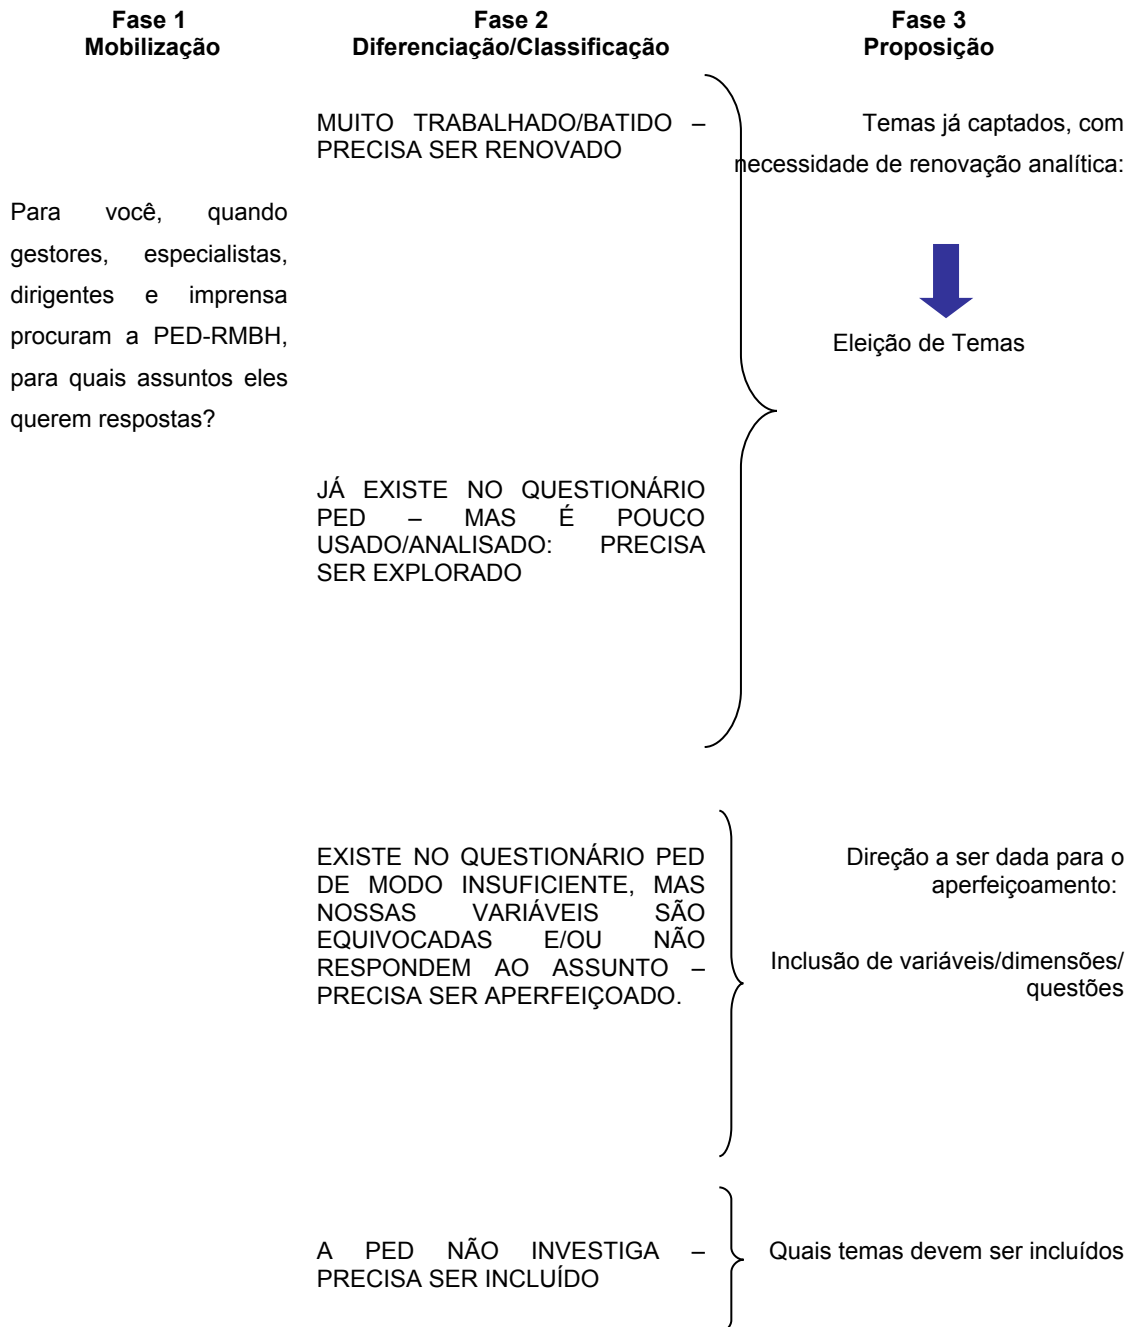 Fase 1
Mobilização
Fase 2
Diferenciação/Classificação
Fase 3
Proposição
Para você, quando
gestores, especialistas,
dirigentes e imprensa
procuram a PED-RMBH,
para quais assuntos eles
querem respostas?
MUITO TRABALHADO/BATIDO –
PRECISA SER RENOVADO
JÁ EXISTE NO QUESTIONÁRIO
PED – MAS É POUCO
USADO/ANALISADO: PRECISA
SER EXPLORADO
Temas já captados, com
necessidade de renovação analítica:
Eleição de Temas
EXISTE NO QUESTIONÁRIO PED
DE MODO INSUFICIENTE, MAS
NOSSAS VARIÁVEIS SÃO
EQUIVOCADAS E/OU NÃO
RESPONDEM AO ASSUNTO –
PRECISA SER APERFEIÇOADO.
Direção a ser dada para o
aperfeiçoamento:
Inclusão de variáveis/dimensões/
questões
A PED NÃO INVESTIGA –
PRECISA SER INCLUÍDO
Quais temas devem ser incluídos